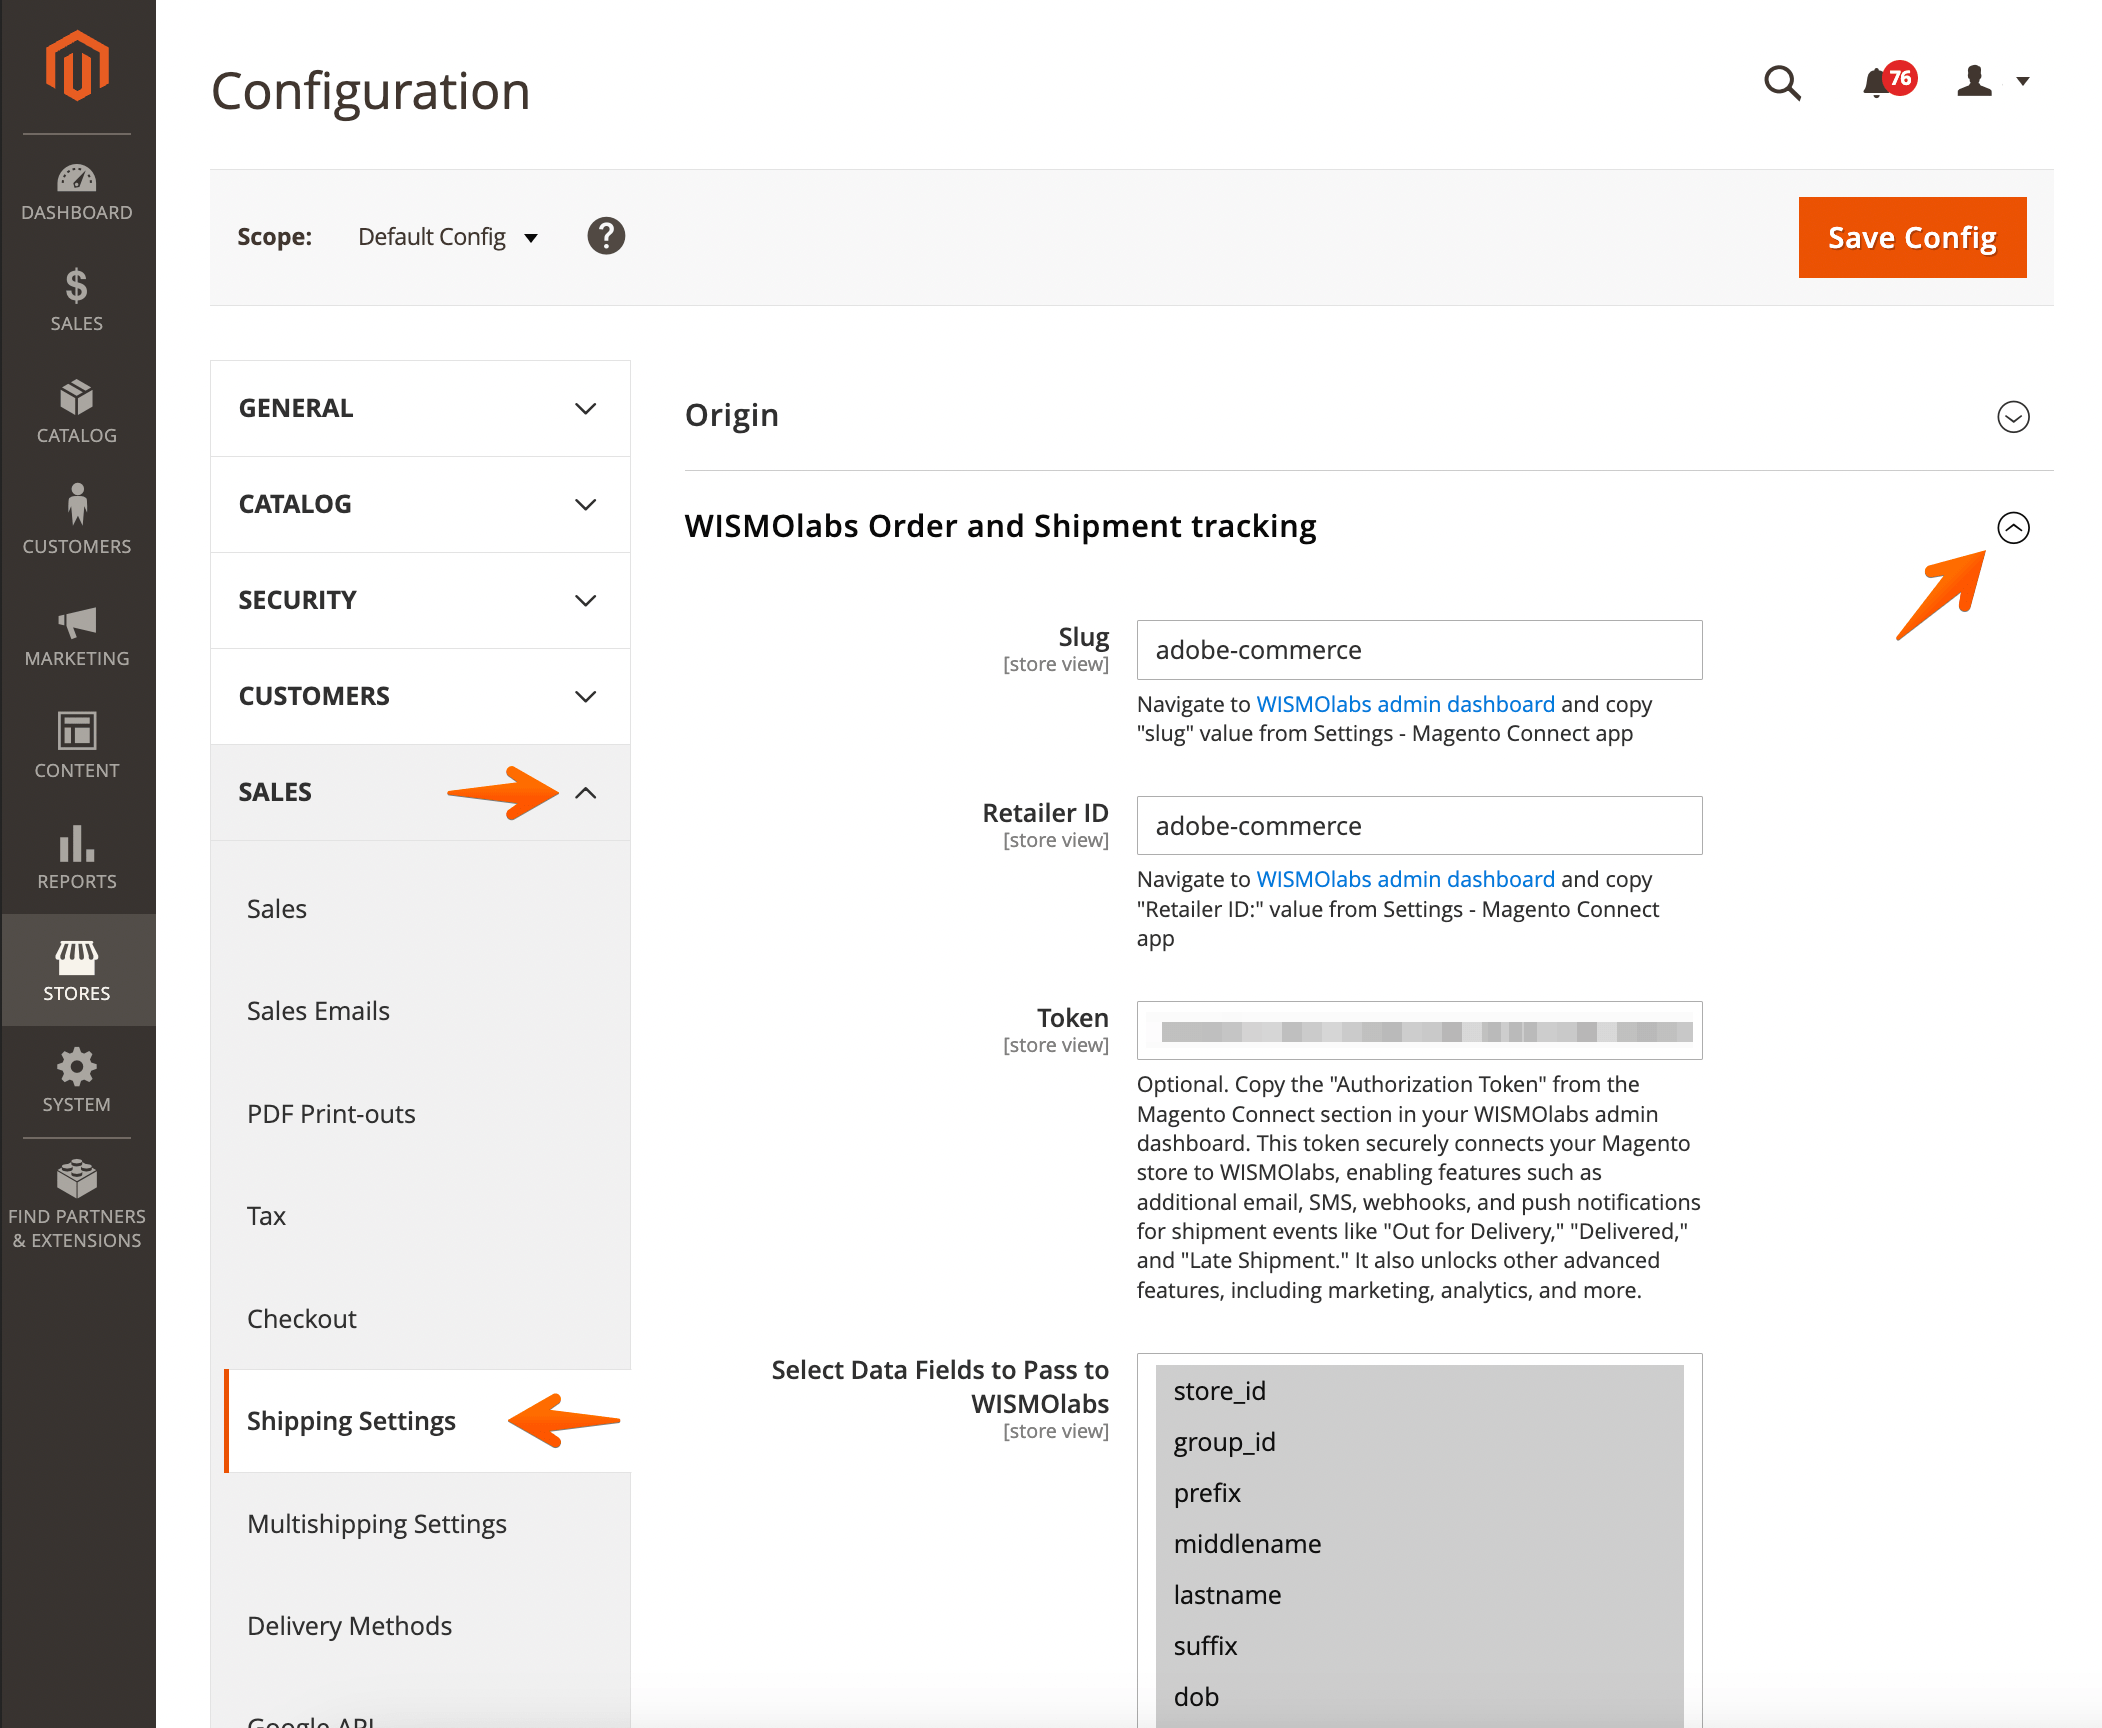 Configuration
76
DASHBOARD
SALES
CATALOG
CUSTOMERS
MARKETING
CONTENT
REPORTS
STORES
SYSTEM
FIND PARTNERS
& EXTENSIONS
Scope: Default Config ?
Save Config
GENERAL
CATALOG
SECURITY
CUSTOMERS
SALES
Sales
Sales Emails
PDF Print-outs
Tax
Checkout
Shipping Settings
Multishipping Settings
Delivery Methods
Google API
Origin
WISMOlabs Order and Shipment tracking
Slug
[store view]
adobe-commerce
Navigate to WISMOlabs admin dashboard and copy
"slug" value from Settings - Magento Connect app
Retailer ID
[store view]
adobe-commerce
Navigate to WISMOlabs admin dashboard and copy
"Retailer ID:" value from Settings - Magento Connect
app
Token
[store view]
Optional. Copy the "Authorization Token" from the
Magento Connect section in your WISMOlabs admin
dashboard. This token securely connects your Magento
store to WISMOlabs, enabling features such as
additional email, SMS, webhooks, and push notifications
for shipment events like "Out for Delivery," "Delivered,"
and "Late Shipment." It also unlocks other advanced
features, including marketing, analytics, and more.
Select Data Fields to Pass to
WISMOlabs
[store view]
store_id
group_id
prefix
middlename
lastname
suffix
dob